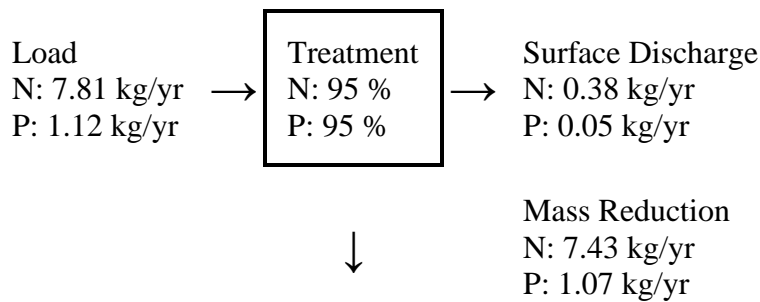 Load
N: 7.81 kg/yr
P: 1.12 kg/yr
→
Treatment
N: 95 %
P: 95 %
→
Surface Discharge
N: 0.38 kg/yr
P: 0.05 kg/yr
↓
Mass Reduction
N: 7.43 kg/yr
P: 1.07 kg/yr